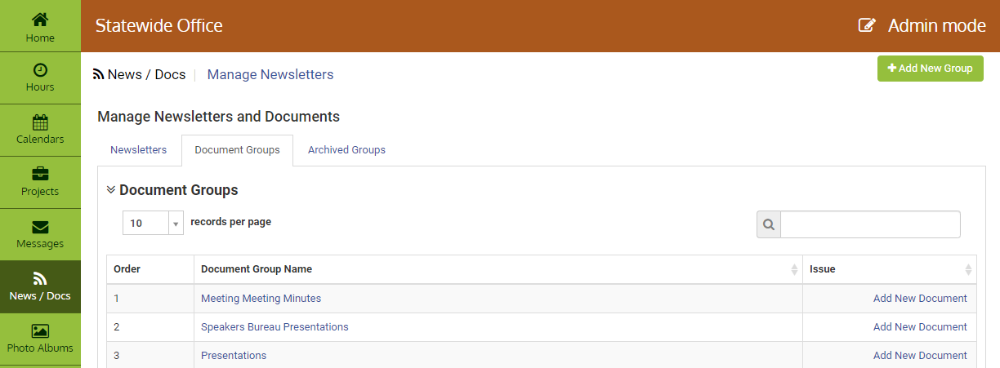 Home
Hours
Calendars
Projects
Messages
News / Docs
Photo Albums
Statewide Office
Admin mode
News / Docs
Manage Newsletters
Add New Group
Manage Newsletters and Documents
Newsletters
Document Groups
Archived Groups
Document Groups
10 records per page
Order Document Group Name Issue
1 Meeting Meeting Minutes Add New Document
2 Speakers Bureau Presentations Add New Document
3 Presentations Add New Document